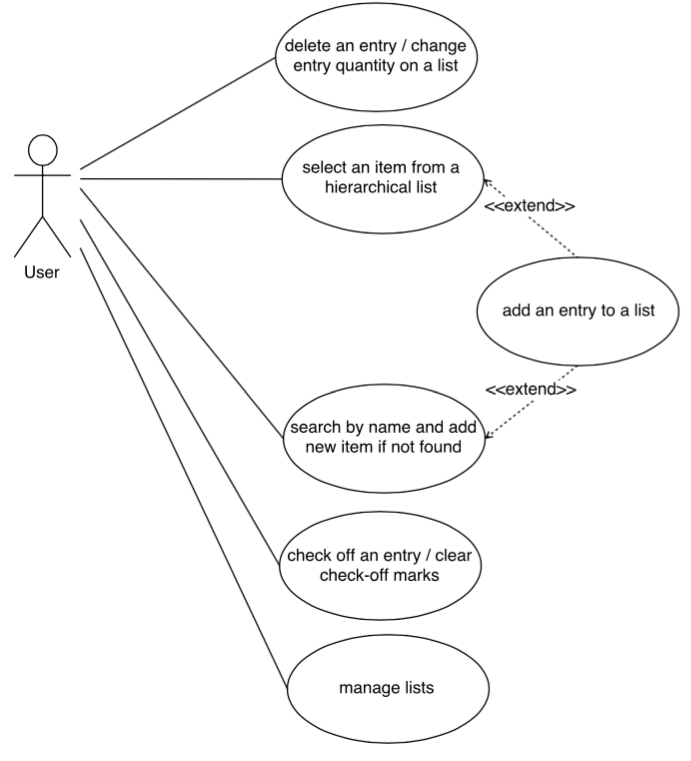 delete an entry / change
entry quantity on a list
select an item from a
hierarchical list
<<extend>>
User
add an entry to a list
<<extend>>
search by name and add
new item if not found
check off an entry / clear
check-off marks
manage lists